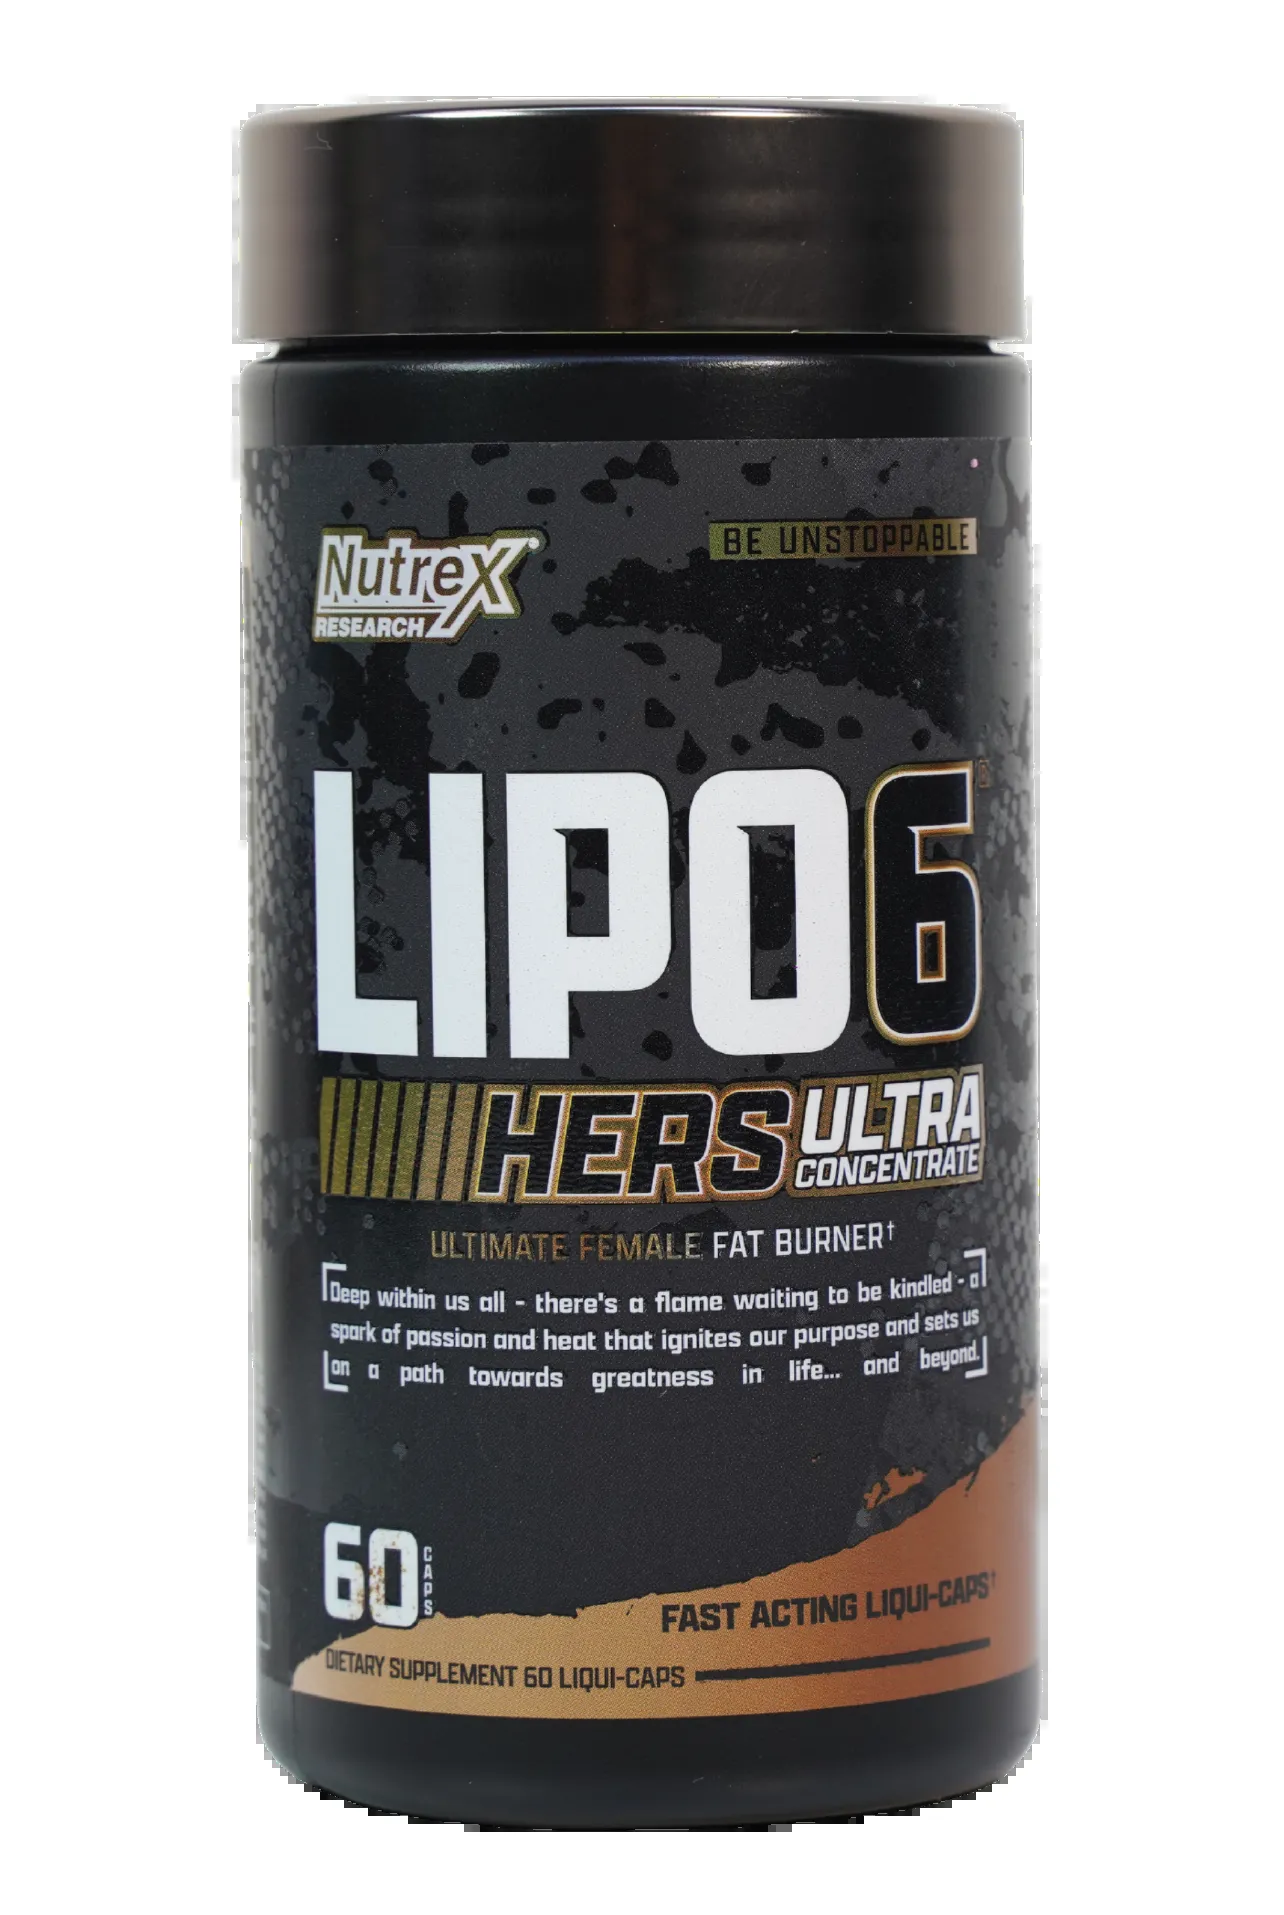 Nutrex®
RESEARCH
BE UNSTOPPABLE
LIPO6
HERS ULTRA
CONCENTRATE
ULTIMATE FEMALE FAT BURNER†
Deep within us all - there's a flame waiting to be kindled - a
spark of passion and heat that ignites our purpose and sets us
on a path towards greatness in life... and beyond.
60 CAPS
FAST ACTING LIQUI-CAPS†
DIETARY SUPPLEMENT 60 LIQUI-CAPS